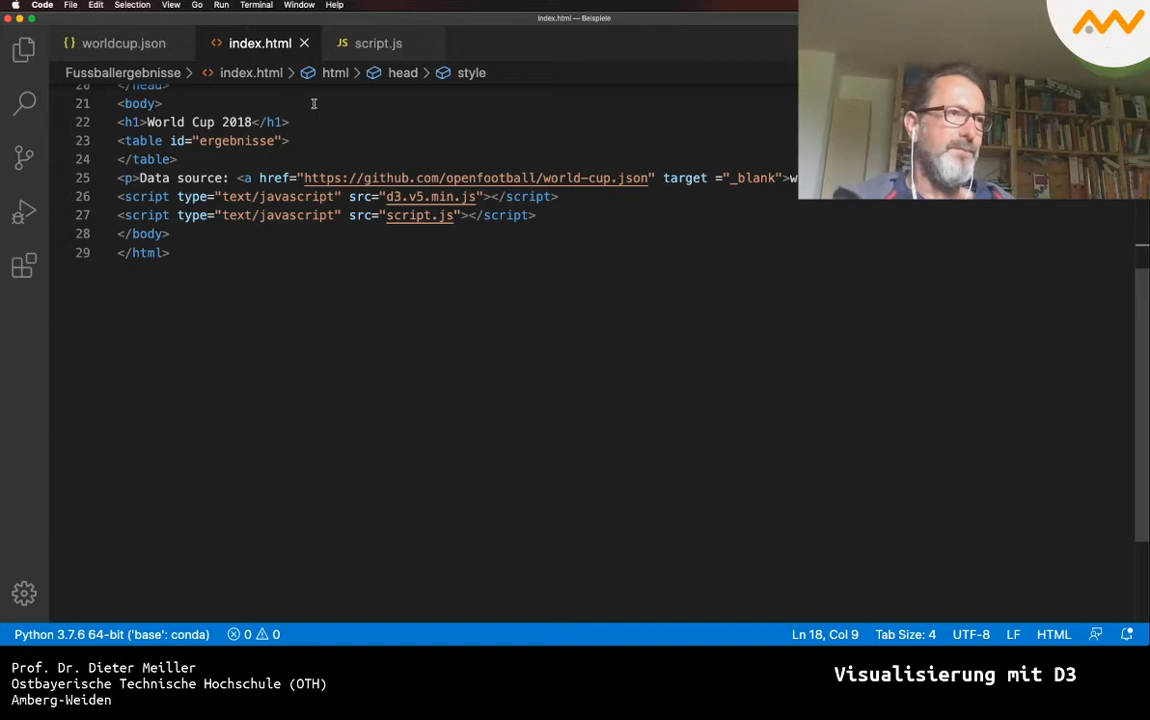 Code File Edit Selection View Go Run Terminal Window Help
index.html — Beispiele
{} worldcup.json <> index.html × JS script.js
Fussballergebnisse > <> index.html > html > head > style
20 </head>
21 <body>
22 <h1>World Cup 2018</h1>
23 <table id="ergebnisse">
24 </table>
25 <p>Data source: <a href="https://github.com/openfootball/world-cup.json" target ="_blank">w
26 <script type="text/javascript" src="d3.v5.min.js"></script>
27 <script type="text/javascript" src="script.js"></script>
28 </body>
29 </html>
Python 3.7.6 64-bit ('base': conda) 0 0 Ln 18, Col 9 Tab Size: 4 UTF-8 LF HTML
Prof. Dr. Dieter Meiller
Ostbayerische Technische Hochschule (OTH)
Amberg-Weiden
Visualisierung mit D3